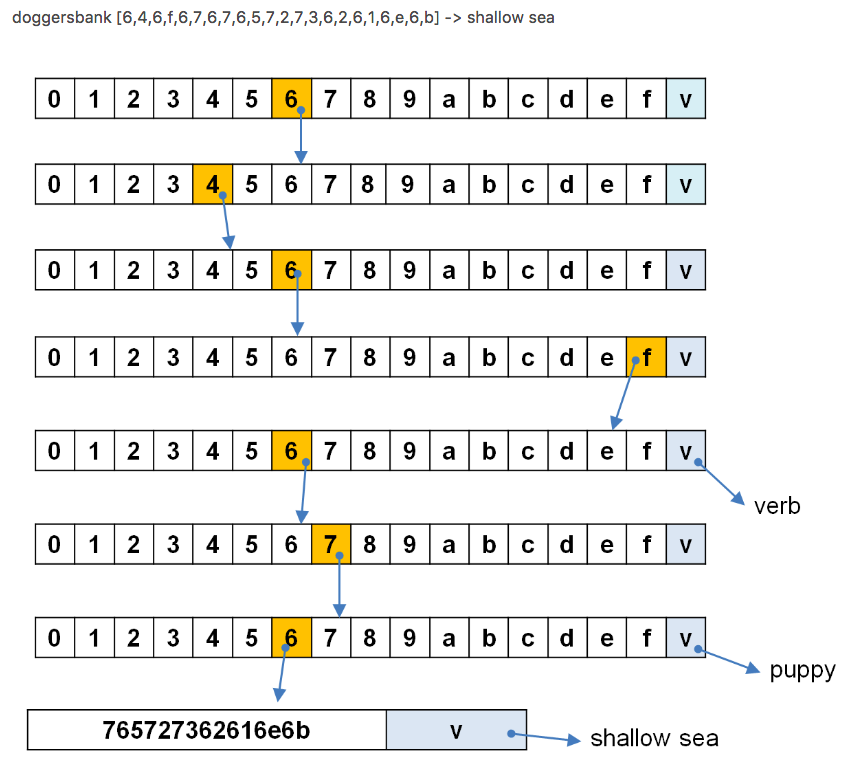 doggersbank [6,4,6,f,6,7,6,7,6,5,7,2,7,3,6,2,6,1,6,e,6,b] -> shallow sea
0 1 2 3 4 5 6 7 8 9 a b c d e f v
0 1 2 3 4 5 6 7 8 9 a b c d e f v
0 1 2 3 4 5 6 7 8 9 a b c d e f v
0 1 2 3 4 5 6 7 8 9 a b c d e f v
0 1 2 3 4 5 6 7 8 9 a b c d e f v
verb
0 1 2 3 4 5 6 7 8 9 a b c d e f v
0 1 2 3 4 5 6 7 8 9 a b c d e f v
puppy
765727362616e6b v shallow sea